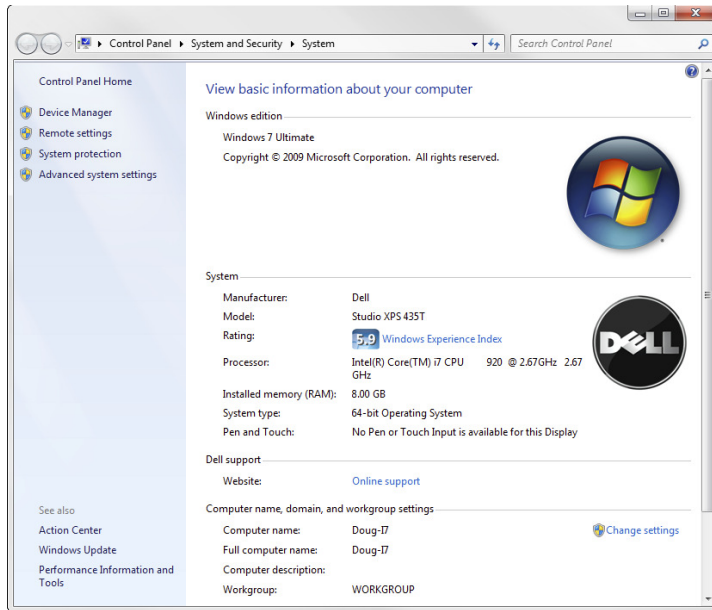 Control Panel ▸ System and Security ▸ System
Search Control Panel
Control Panel Home
Device Manager
Remote settings
System protection
Advanced system settings
See also
Action Center
Windows Update
Performance Information and
Tools
View basic information about your computer
Windows edition
Windows 7 Ultimate
Copyright © 2009 Microsoft Corporation. All rights reserved.
System
Manufacturer: Dell
Model: Studio XPS 435T
Rating: 5,9 Windows Experience Index
Processor: Intel(R) Core(TM) i7 CPU 920 @ 2.67GHz 2.67
GHz
Installed memory (RAM): 8.00 GB
System type: 64-bit Operating System
Pen and Touch: No Pen or Touch Input is available for this Display
DELL
Dell support
Website: Online support
Computer name, domain, and workgroup settings
Computer name: Doug-I7 Change settings
Full computer name: Doug-I7
Computer description:
Workgroup: WORKGROUP